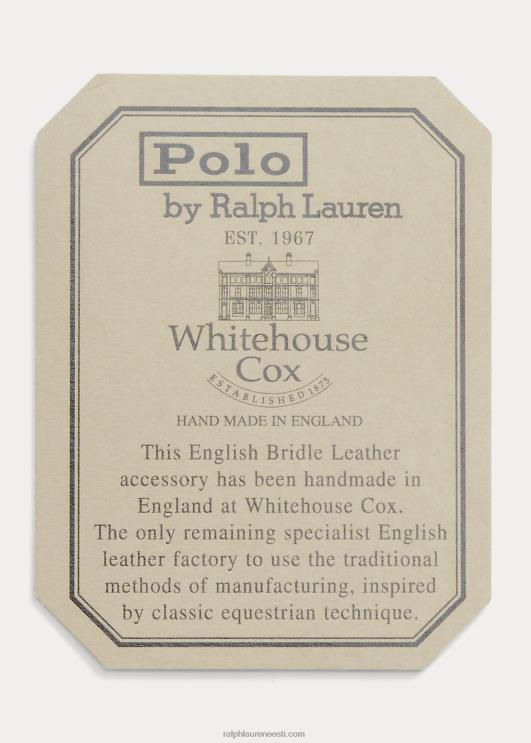 Polo
by Ralph Lauren
EST. 1967
Whitehouse
Cox
ESTABLISHED 1875
HAND MADE IN ENGLAND
This English Bridle Leather
accessory has been handmade in
England at Whitehouse Cox.
The only remaining specialist English
leather factory to use the traditional
methods of manufacturing, inspired
by classic equestrian technique.
ralphlaureneesti.com